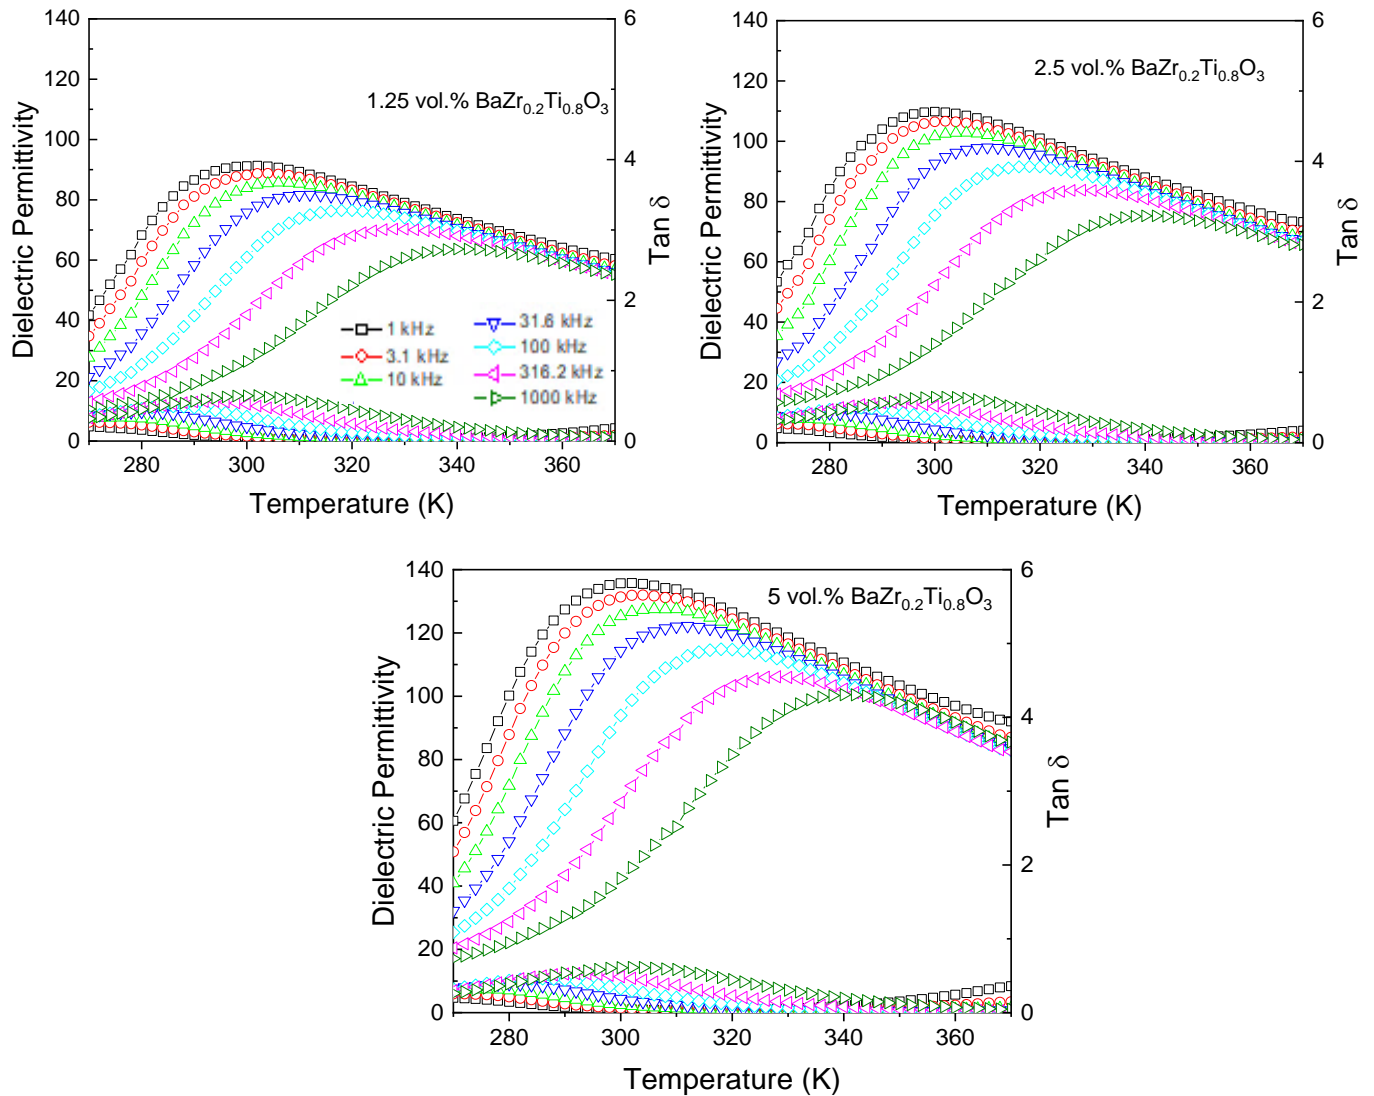 140
120
100
80
60
40
20
0
Dielectric Permittivity
1.25 vol.% BaZr0.2Ti0.8O3
1 kHz
3.1 kHz
10 kHz
31.6 kHz
100 kHz
316.2 kHz
1000 kHz
6
4
2
0
Tan δ
280 300 320 340 360
Temperature (K)
140
120
100
80
60
40
20
0
Dielectric Permittivity
2.5 vol.% BaZr0.2Ti0.8O3
6
4
2
0
Tan δ
280 300 320 340 360
Temperature (K)
140
120
100
80
60
40
20
0
Dielectric Permittivity
5 vol.% BaZr0.2Ti0.8O3
6
4
2
0
Tan δ
280 300 320 340 360
Temperature (K)